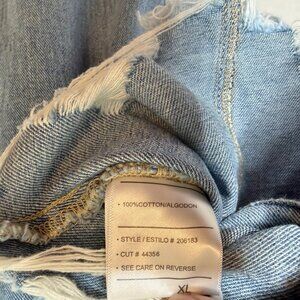 • 100%COTTON/ALGODON
• STYLE / ESTILO # 206183
• CUT # 44356
• SEE CARE ON REVERSE
XL